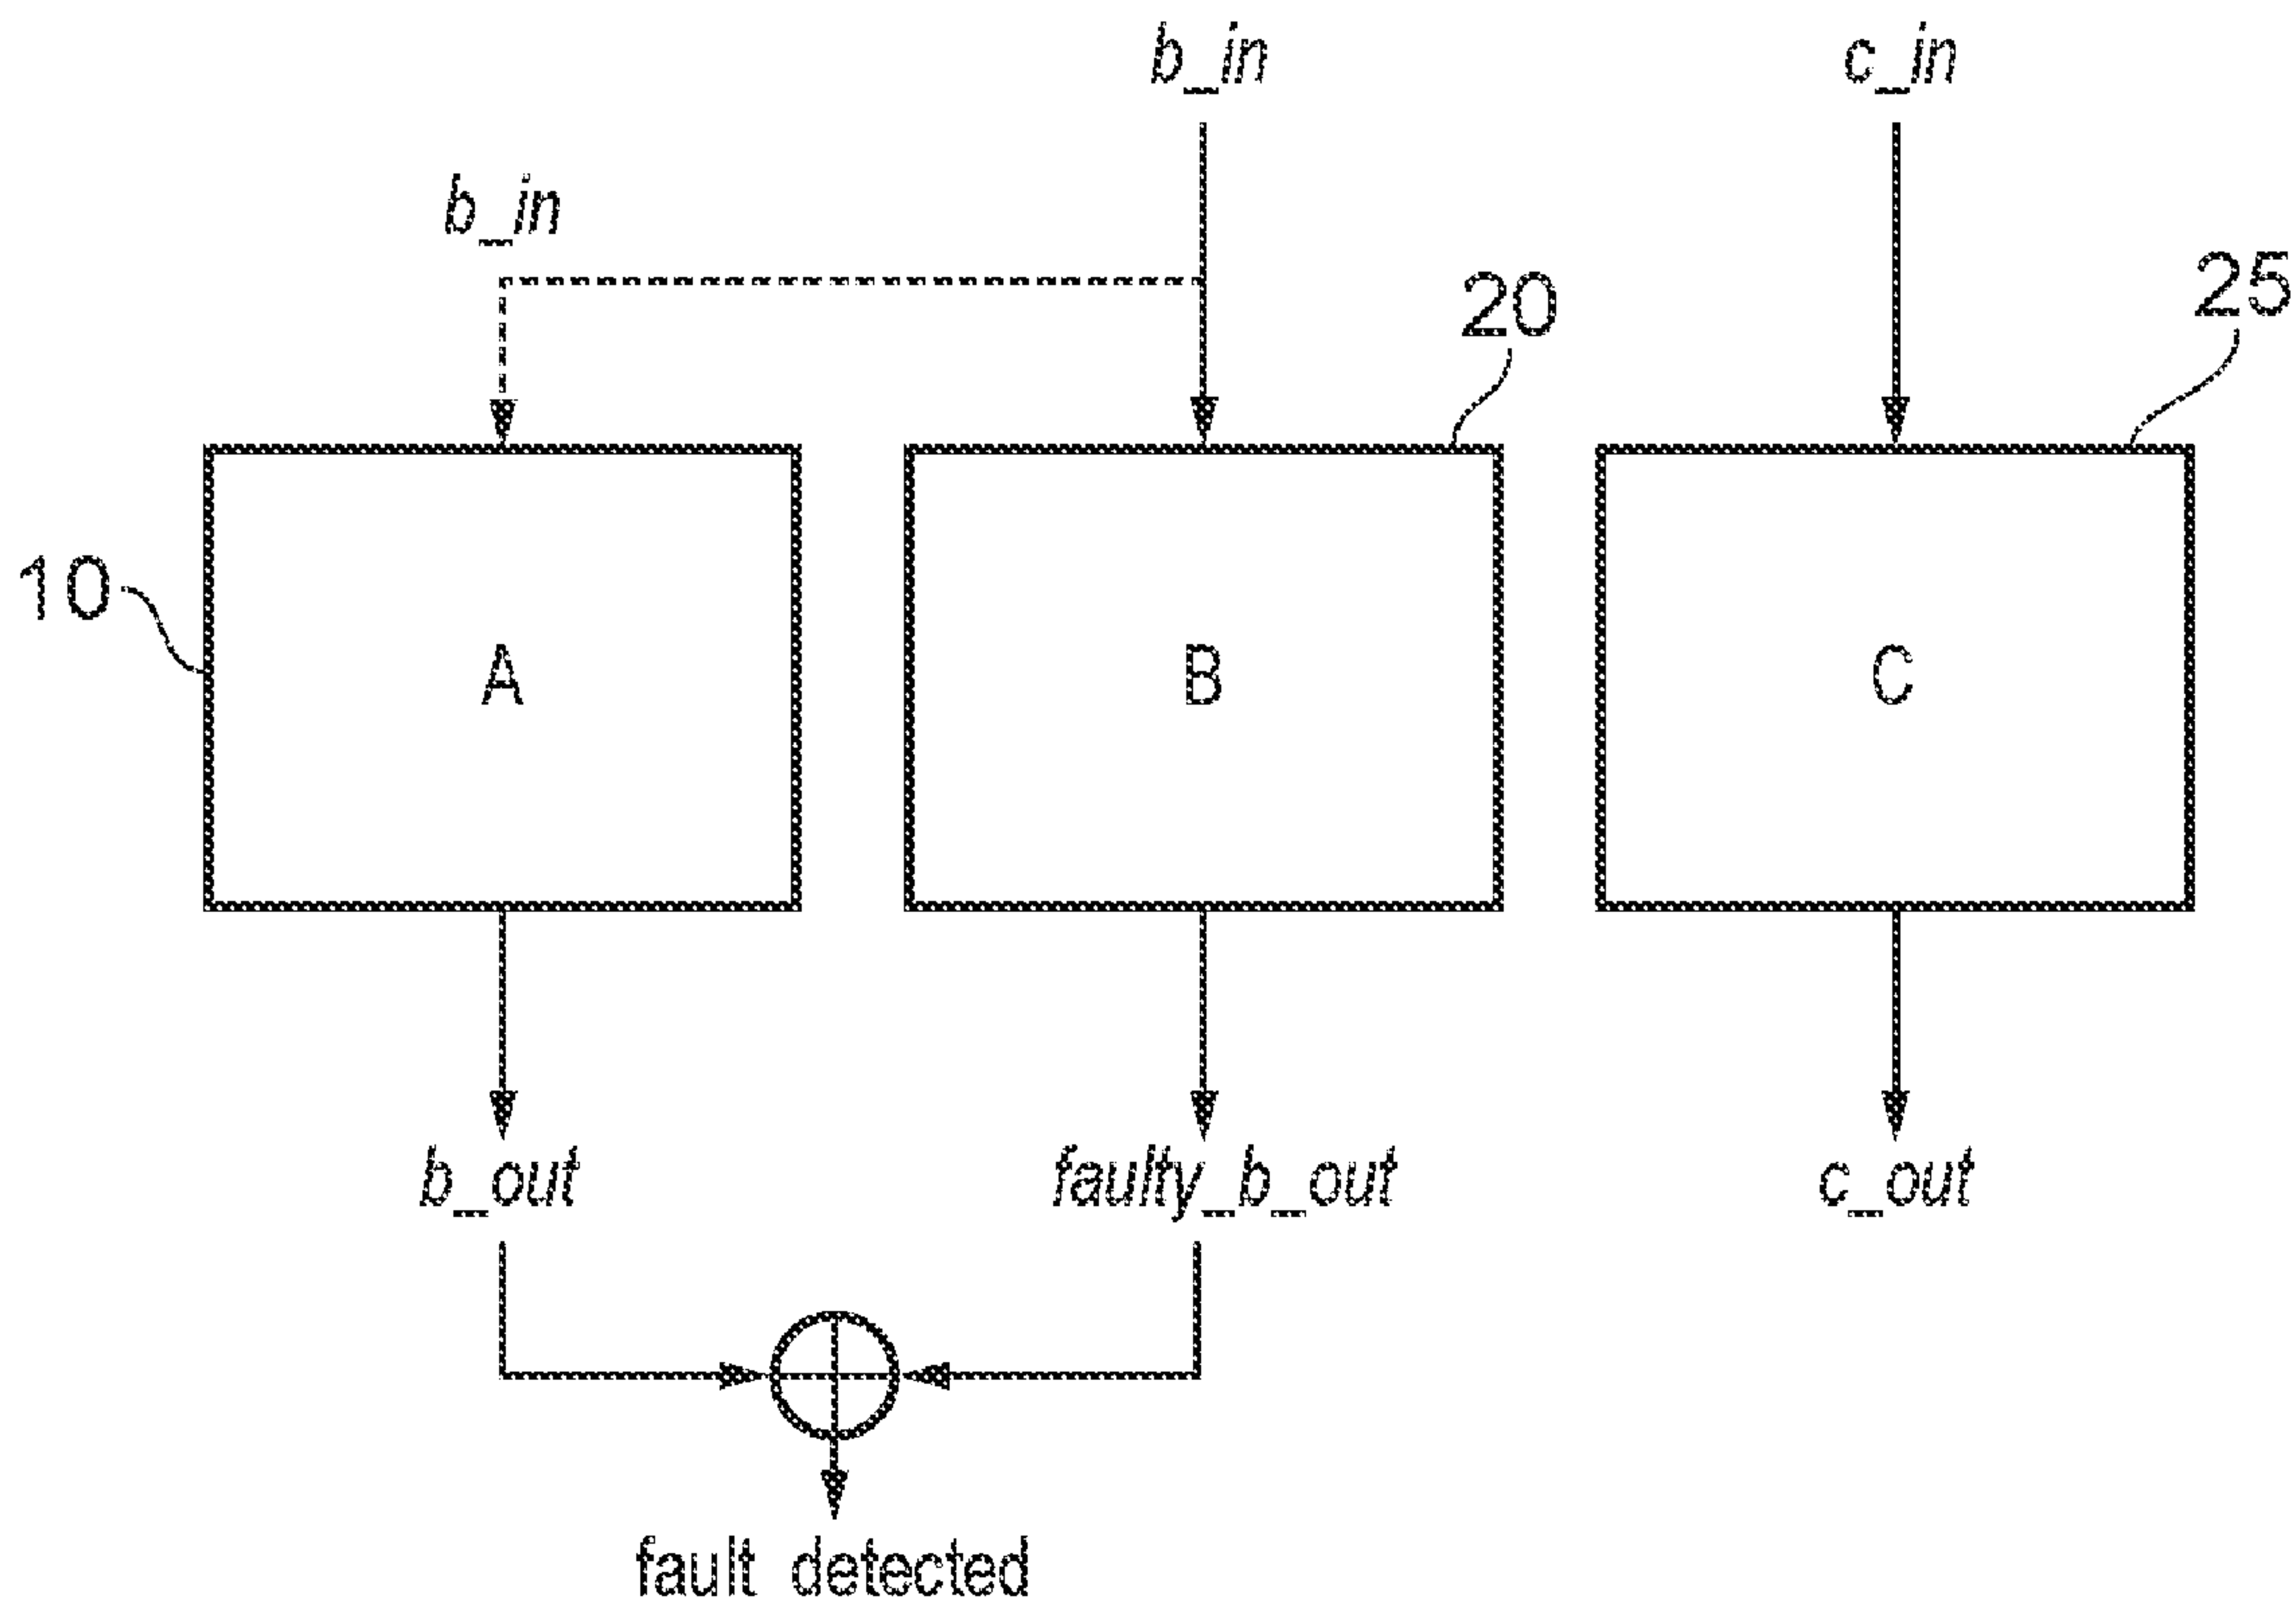 b_in
c_in
b_in
20
25
10
A
B
C
b_out
faulty_b_out
c_out
fault detected